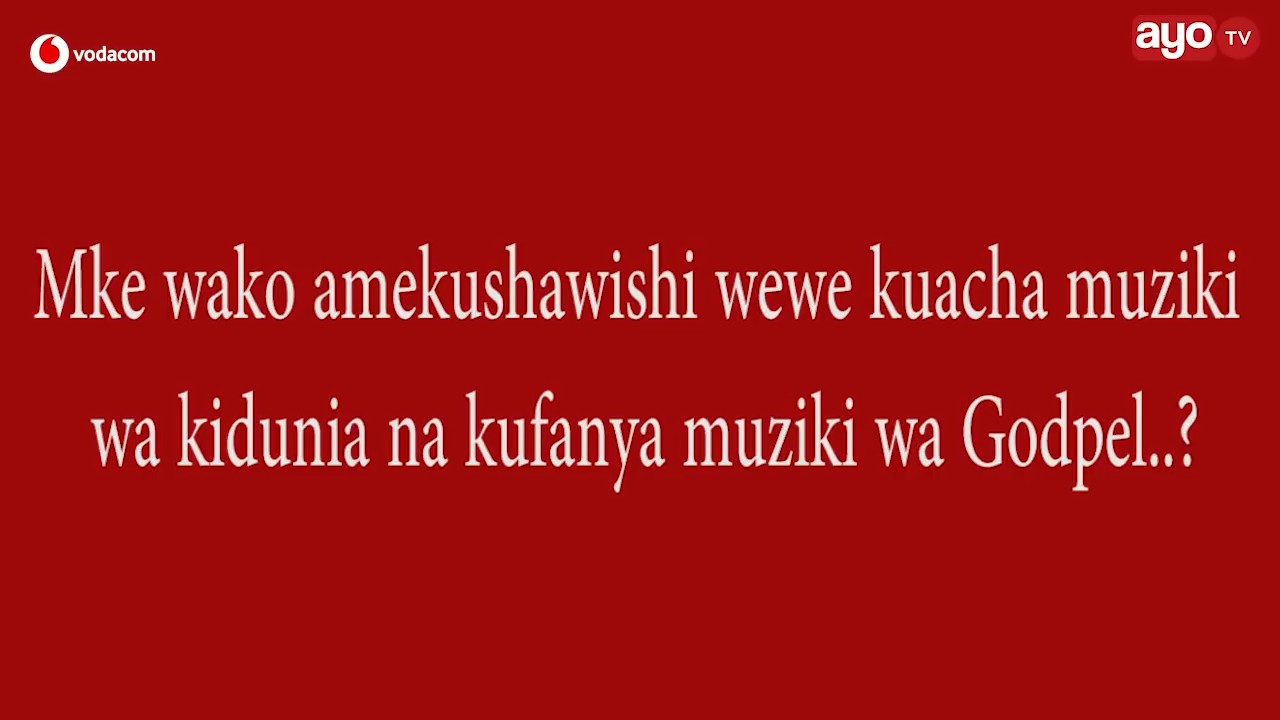 vodacom
ayo TV
Mke wako amekushawishi wewe kuacha muziki
wa kidunia na kufanya muziki wa Godpel..?